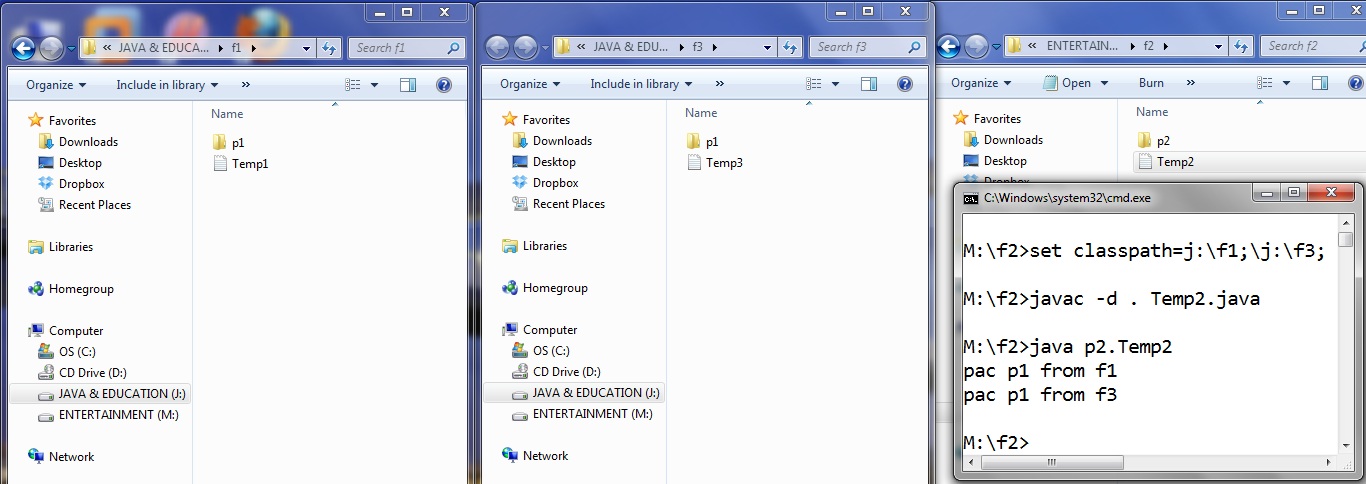 « JAVA & EDUCA... ▸ f1 ▸
Search f1
Organize
Include in library
»
Name
Favorites
Downloads
Desktop
Dropbox
Recent Places
Libraries
Homegroup
Computer
OS (C:)
CD Drive (D:)
JAVA & EDUCATION (J:)
ENTERTAINMENT (M:)
Network
p1
Temp1
« JAVA & EDU... ▸ f3 ▸
Search f3
Organize
Include in library
»
Name
Favorites
Downloads
Desktop
Dropbox
Recent Places
Libraries
Homegroup
Computer
OS (C:)
CD Drive (D:)
JAVA & EDUCATION (J:)
ENTERTAINMENT (M:)
Network
p1
Temp3
« ENTERTAIN... ▸ f2 ▸
Search f2
Organize
Open
Burn
»
Name
Favorites
Downloads
Desktop
p2
Temp2
C:\Windows\system32\cmd.exe
M:\f2>set classpath=j:\f1;\j:\f3;
M:\f2>javac -d . Temp2.java
M:\f2>java p2.Temp2
pac p1 from f1
pac p1 from f3
M:\f2>